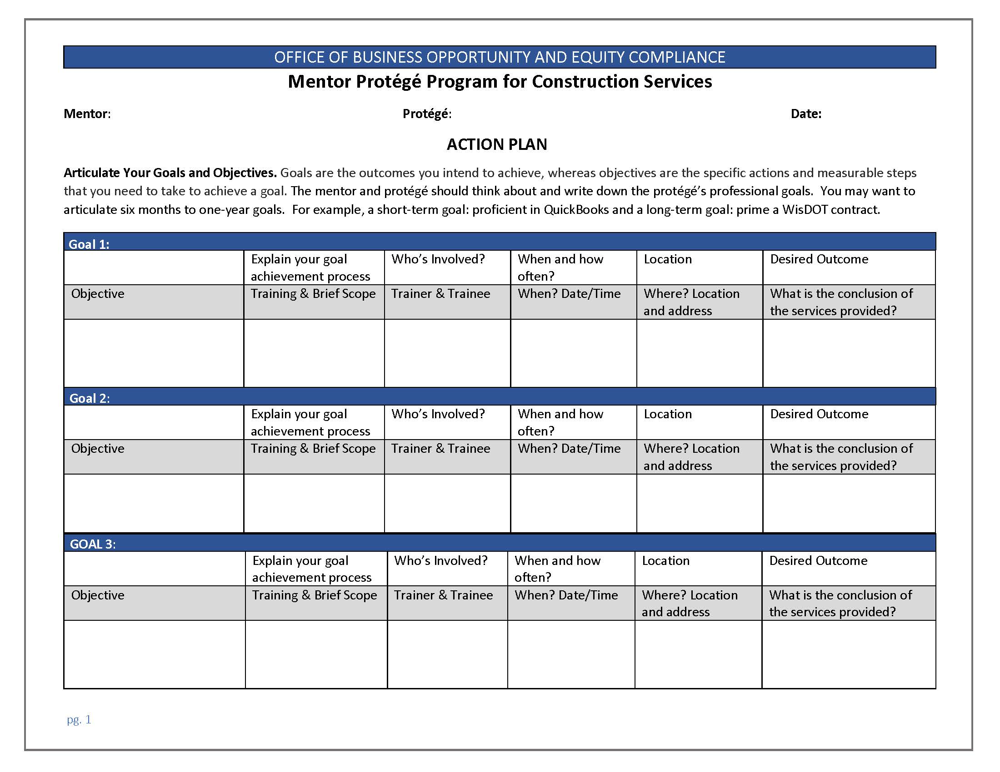 OFFICE OF BUSINESS OPPORTUNITY AND EQUITY COMPLIANCE
Mentor Protégé Program for Construction Services
Mentor: Protégé: Date:
ACTION PLAN
Articulate Your Goals and Objectives. Goals are the outcomes you intend to achieve, whereas objectives are the specific actions and measurable steps
that you need to take to achieve a goal. The mentor and protégé should think about and write down the protégé’s professional goals.  You may want to
articulate six months to one-year goals.  For example, a short-term goal: proficient in QuickBooks and a long-term goal: prime a WisDOT contract.
Goal 1:
Explain your goal
achievement process
Who’s Involved?
When and how
often?
Location
Desired Outcome
Objective
Training & Brief Scope
Trainer & Trainee
When? Date/Time
Where? Location
and address
What is the conclusion of
the services provided?
Goal 2:
Explain your goal
achievement process
Who’s Involved?
When and how
often?
Location
Desired Outcome
Objective
Training & Brief Scope
Trainer & Trainee
When? Date/Time
Where? Location
and address
What is the conclusion of
the services provided?
GOAL 3:
Explain your goal
achievement process
Who’s Involved?
When and how
often?
Location
Desired Outcome
Objective
Training & Brief Scope
Trainer & Trainee
When? Date/Time
Where? Location
and address
What is the conclusion of
the services provided?
pg. 1